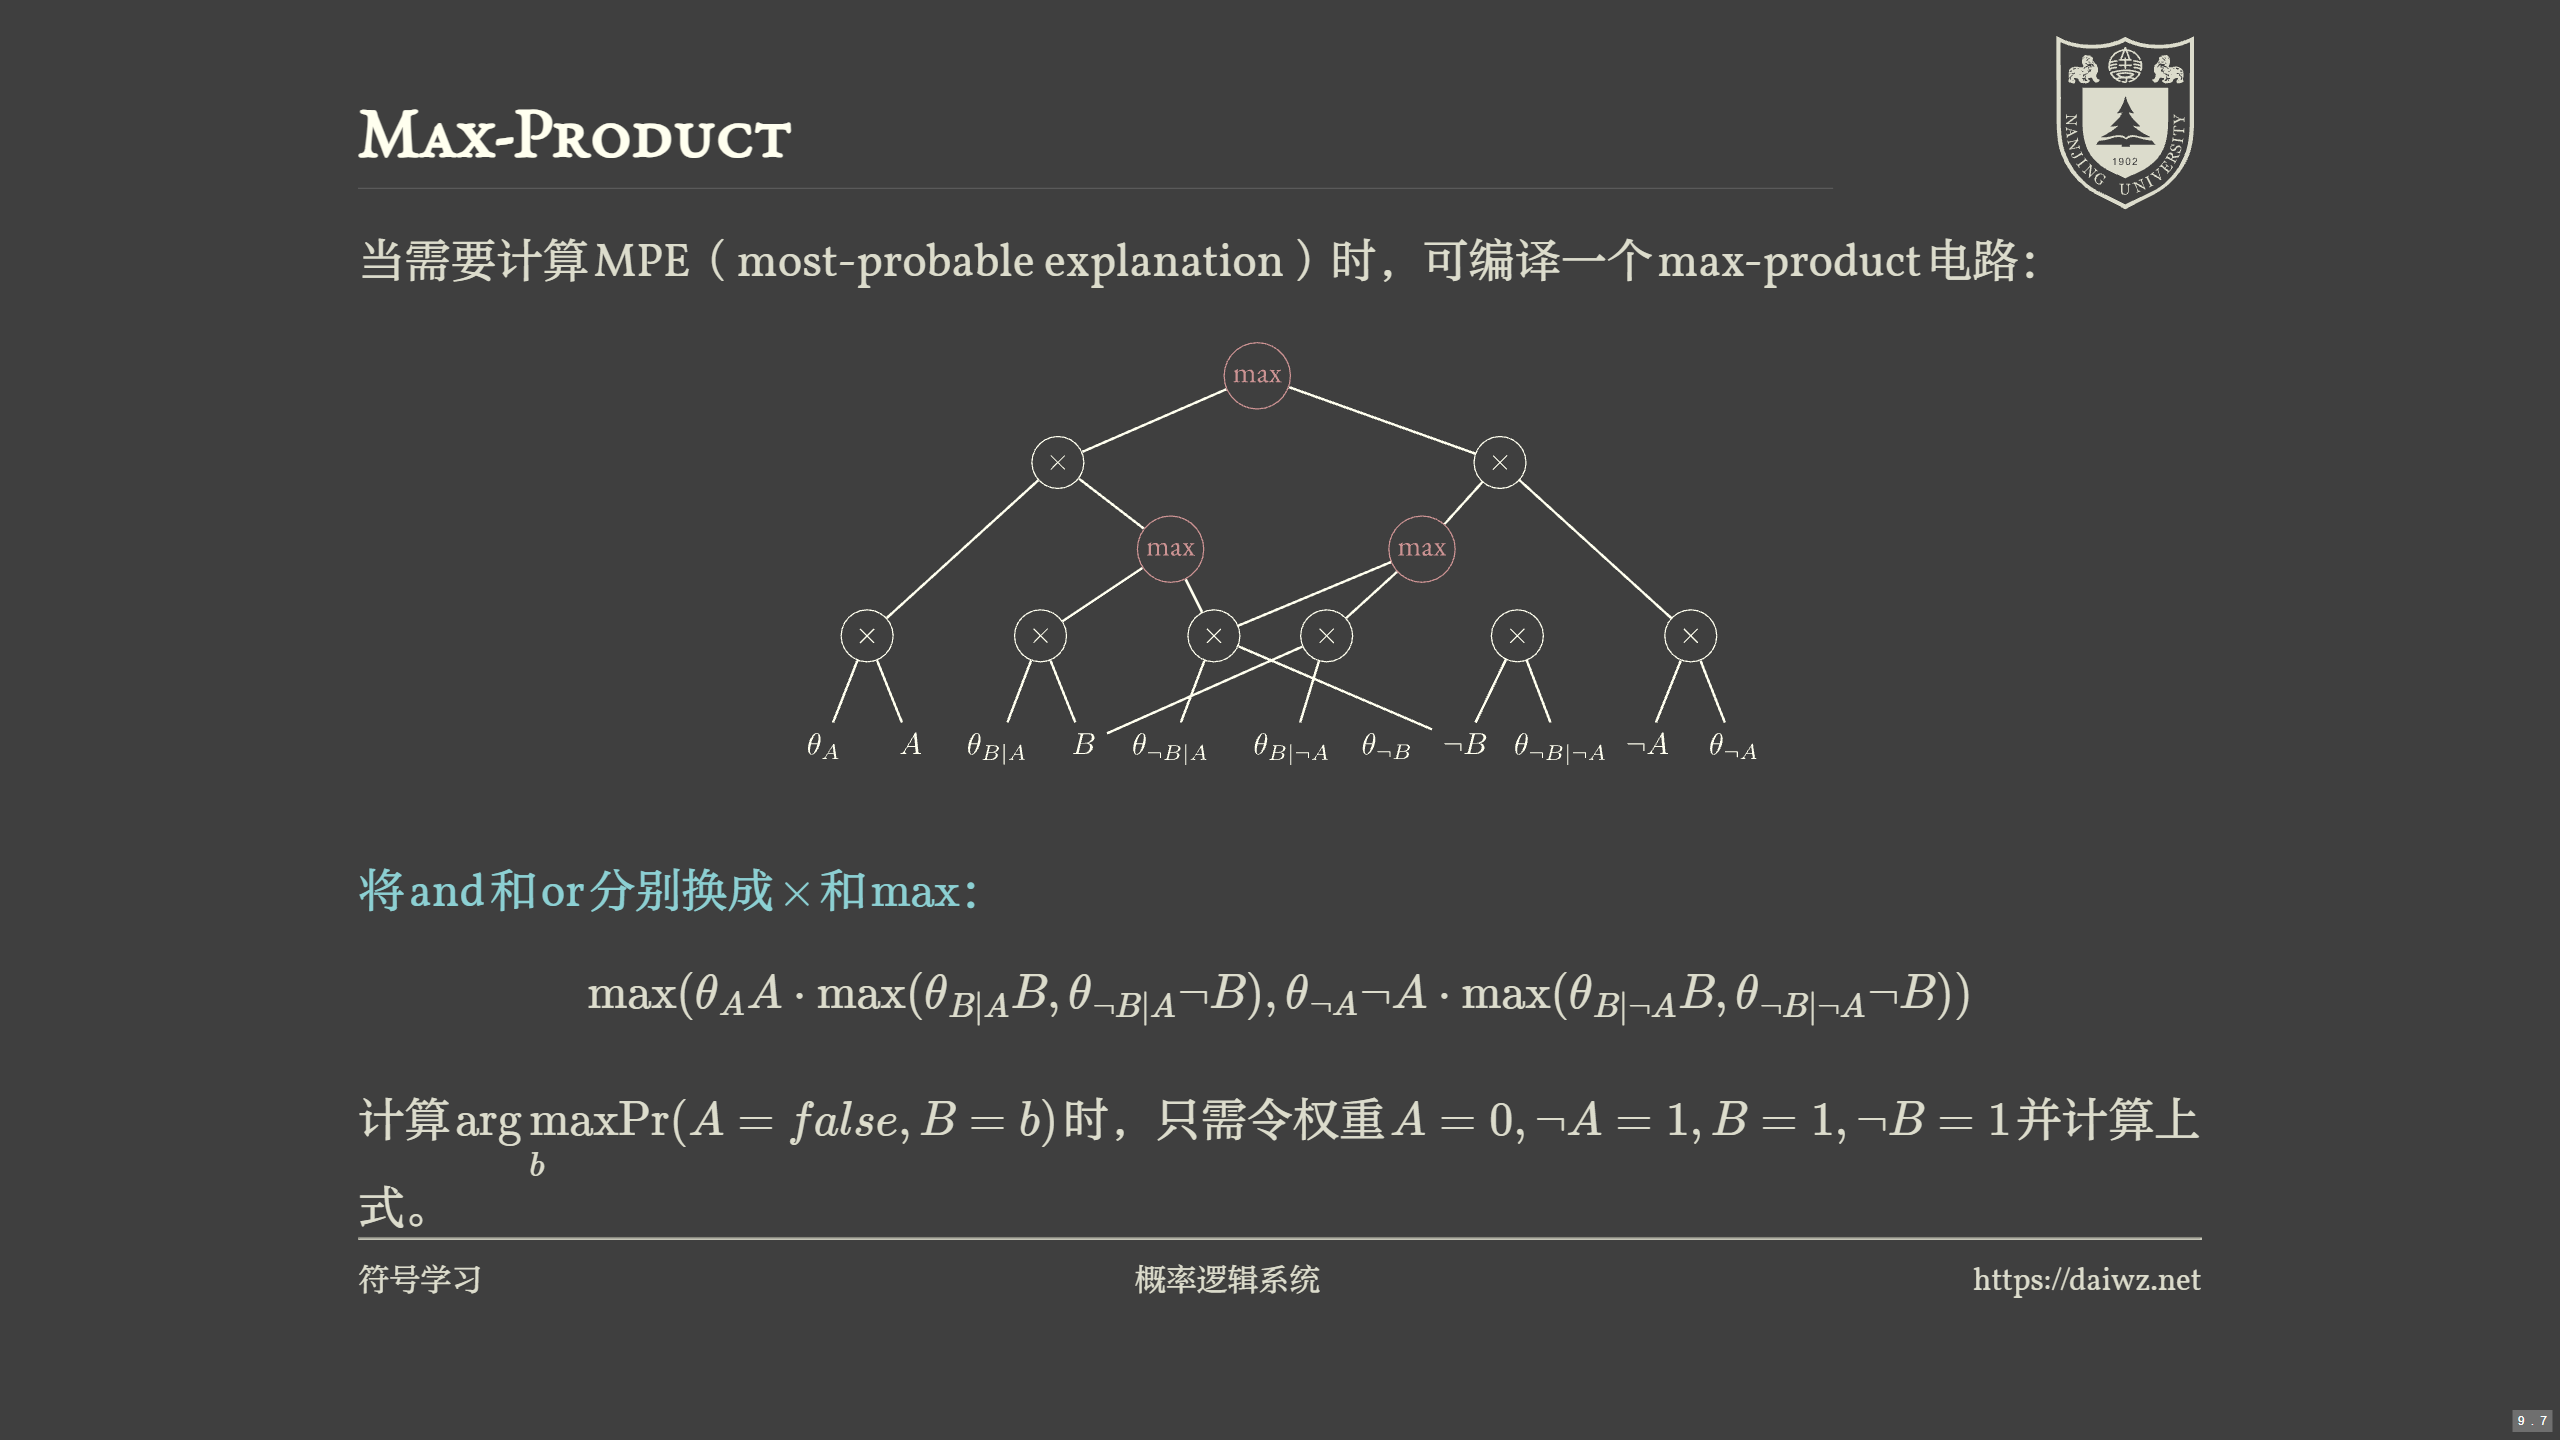 Max-Product
NANJING UNIVERSITY
1902
当需要计算MPE（most-probable explanation）时，可编译一个max-product电路：
max
× ×
max max
× × × × × ×
θ_A A θ_{B|A} B θ_{¬B|A} θ_{B|¬A} θ_{¬B} ¬B θ_{¬B|¬A} ¬A θ_{¬A}
将and和or分别换成×和max：
max(θ_A A · max(θ_{B|A}B, θ_{¬B|A}¬B), θ_{¬A}¬A · max(θ_{B|¬A}B, θ_{¬B|¬A}¬B))
计算arg max_b Pr(A = false, B = b)时，只需令权重A = 0, ¬A = 1, B = 1, ¬B = 1并计算上
式。
符号学习 概率逻辑系统 https://daiwz.net
9.7